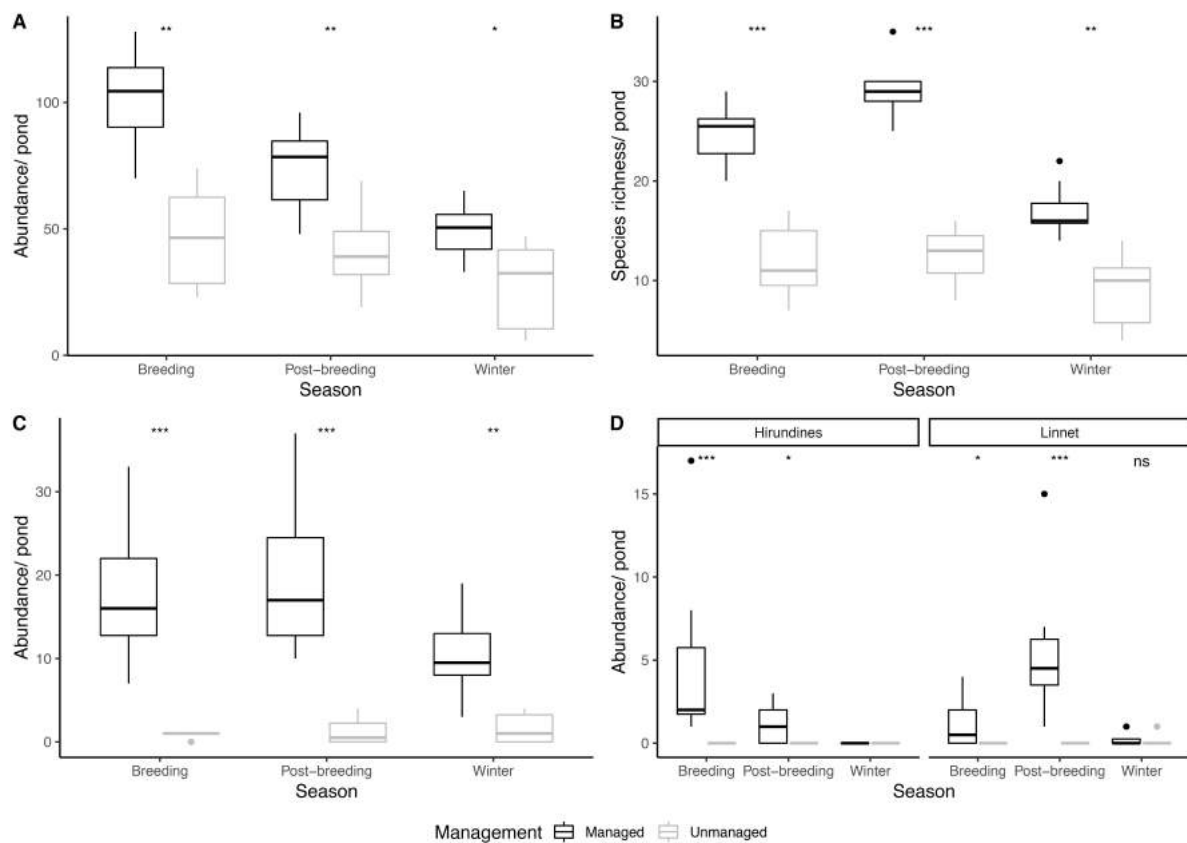 A
** ** *
Abundance/ pond
100
50
0
Breeding Post−breeding Winter
Season
B
*** *** **
Species richness/ pond
30
20
10
Breeding Post−breeding Winter
Season
C
*** *** **
Abundance/ pond
30
20
10
0
Breeding Post−breeding Winter
Season
D
Hirundines Linnet
*** * * *** ns
Abundance/ pond
15
10
5
0
Breeding Post−breeding Winter Breeding Post−breeding Winter
Season
Management Managed Unmanaged